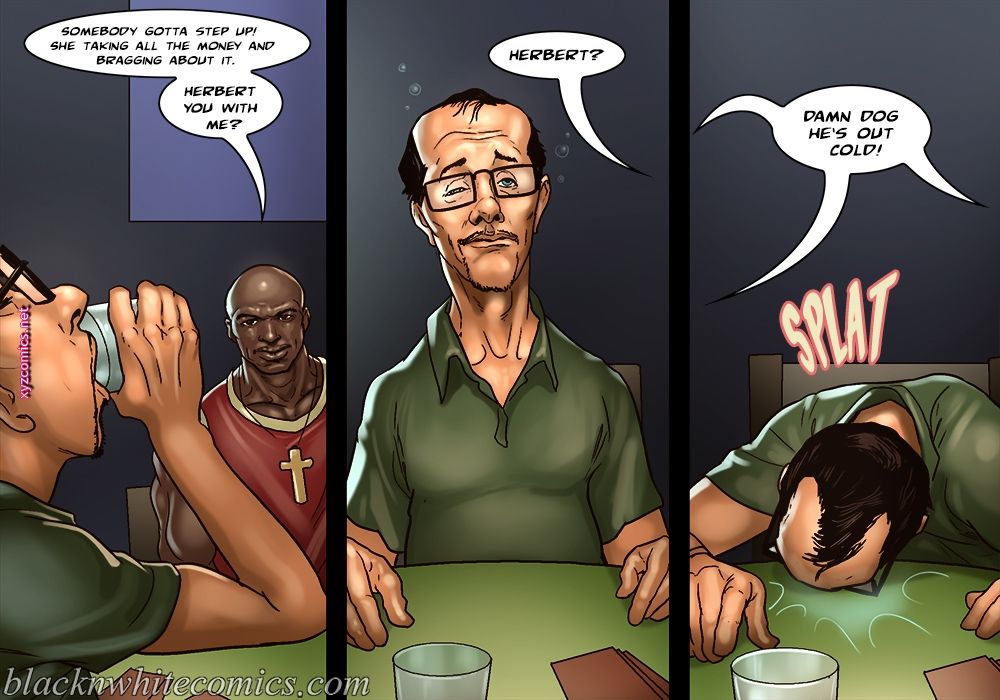 SOMEBODY GOTTA STEP UP!
SHE TAKING ALL THE MONEY AND
BRAGGING ABOUT IT.
HERBERT
YOU WITH
ME?
HERBERT?
DAMN DOG
HE'S OUT
COLD!
SPLAT
xyzcomics.net
blacknwhitecomics.com